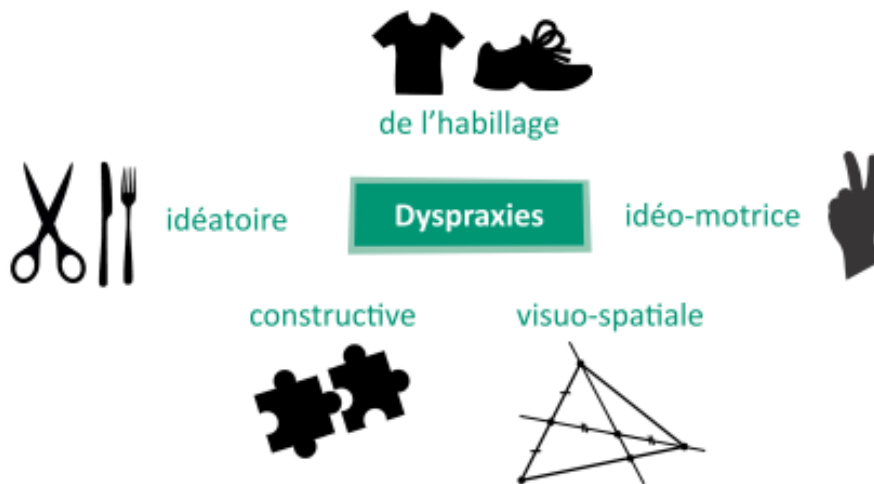 de l’habillage
idéatoire
Dyspraxies
idéo-motrice
constructive
visuo-spatiale